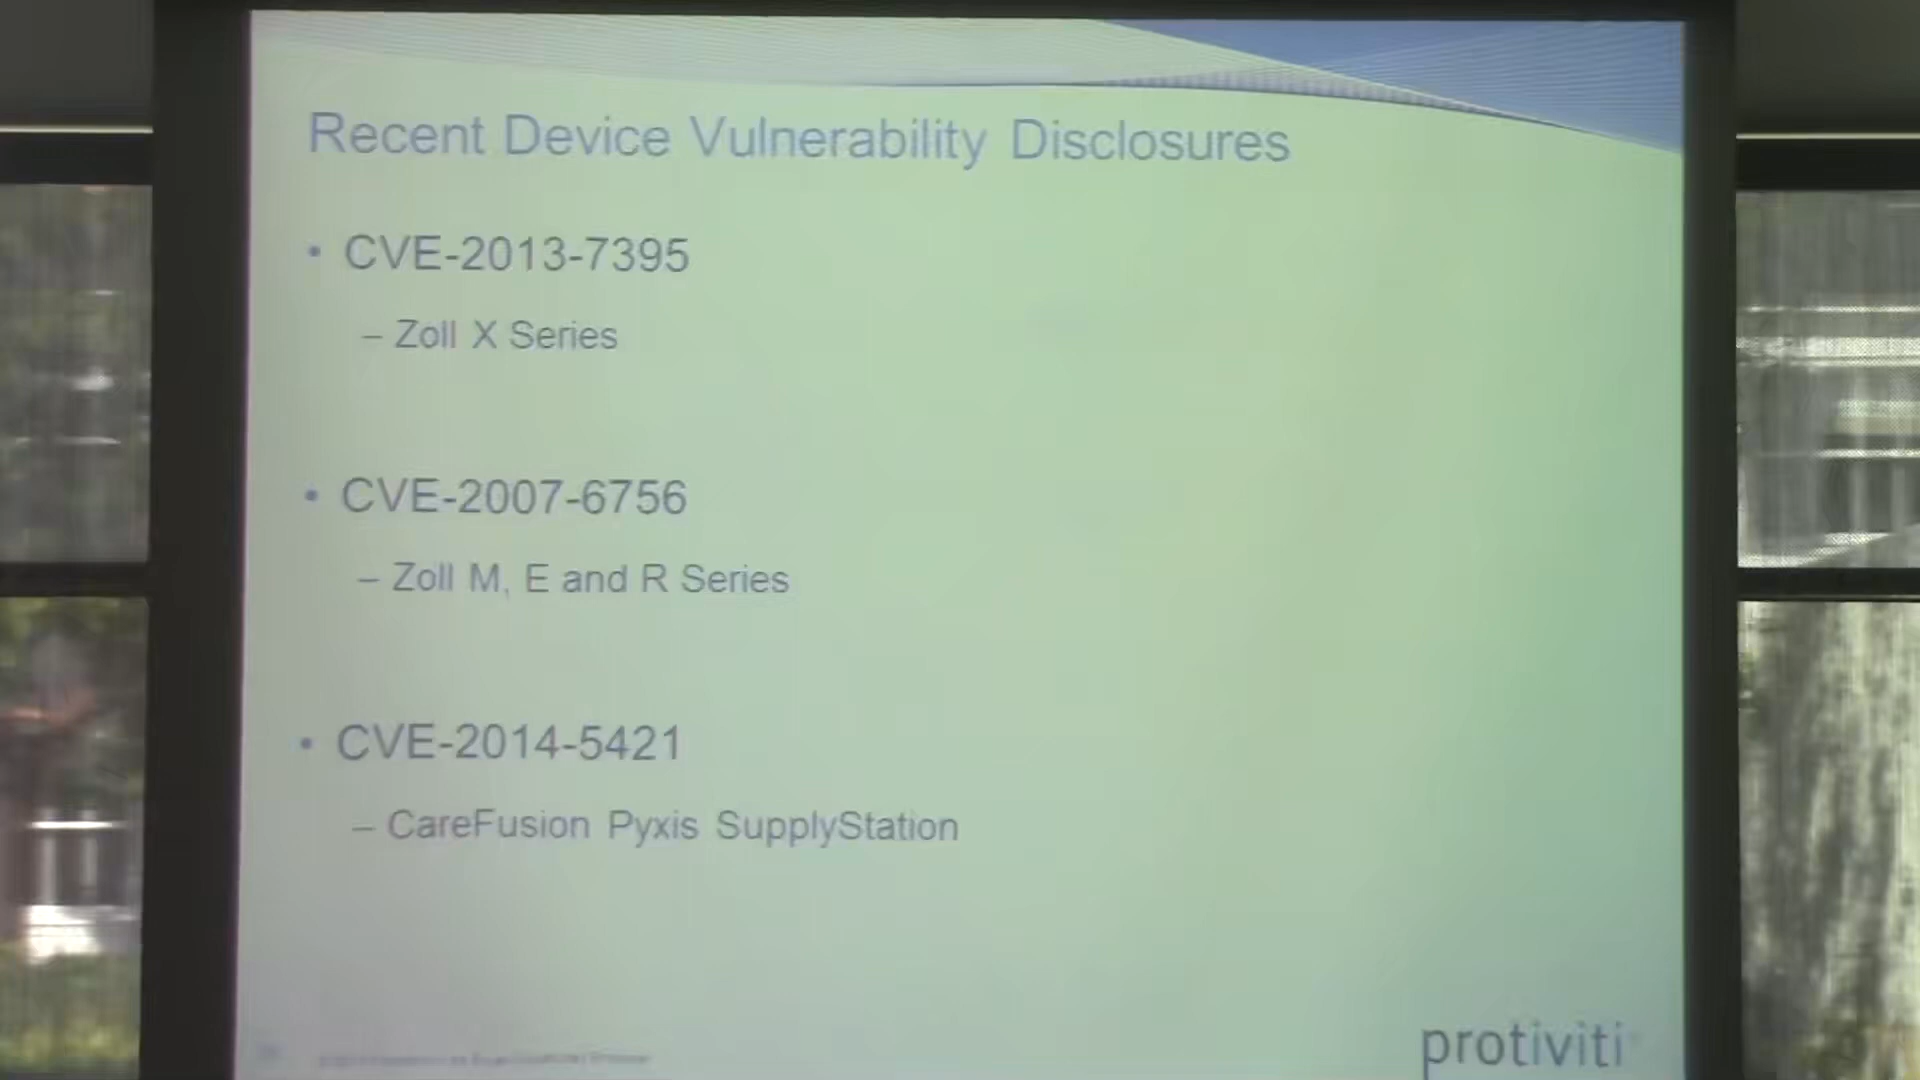 Recent Device Vulnerability Disclosures
• CVE-2013-7395
– Zoll X Series
• CVE-2007-6756
– Zoll M, E and R Series
• CVE-2014-5421
– CareFusion Pyxis SupplyStation
protiviti